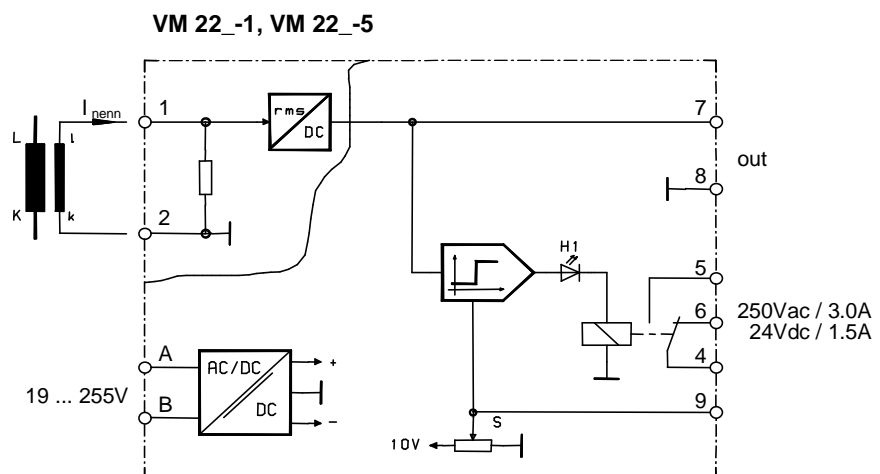 VM 22_-1, VM 22_-5
I nenn
1
rms
DC
7
L
l
K
k
out
8
2
H1
5
6
250Vac / 3.0A
24Vdc / 1.5A
4
A
AC/DC
DC
+
-
19 ... 255V
B
9
S
10V